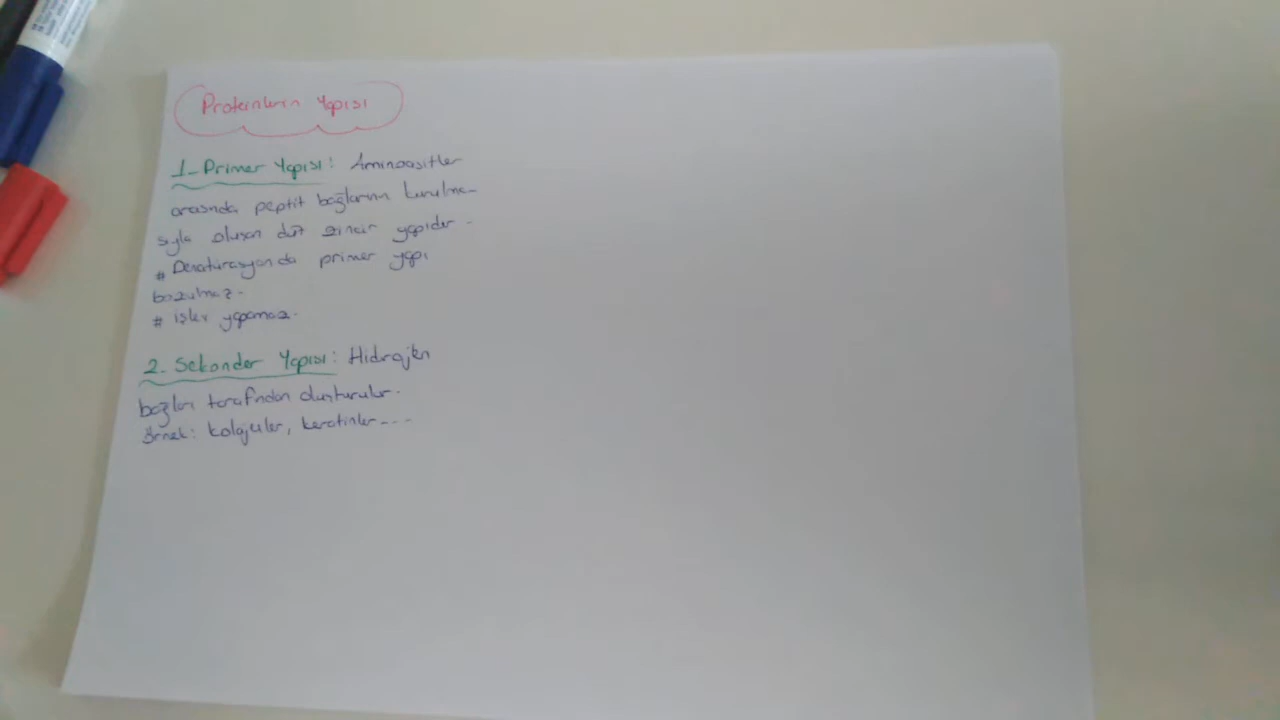 Proteinlerin Yapısı
1-Primer Yapısı: Aminoasitler
arasında peptit bağlarının kurulma-
sıyla oluşan düz zincir yapıdır.
# Denatürasyonda primer yapı
bozulmaz.
# işler yapamaz.
2- Sekonder Yapısı: Hidrojen
bağları tarafından oluşturulur.
Örnek: kolajenler, keratinler---